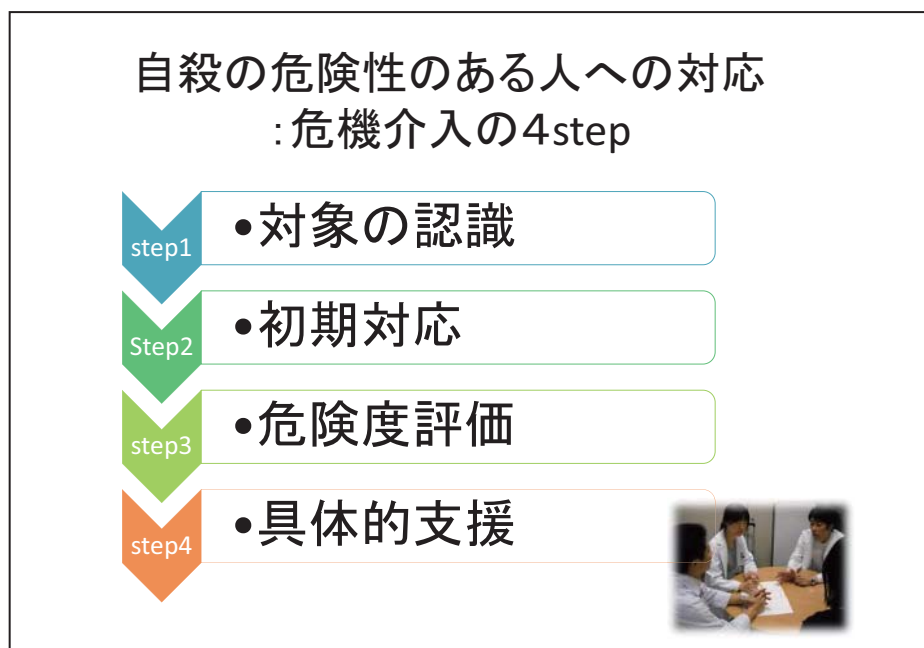 自殺の危険性のある人への対応
:危機介入の4step
step1
•対象の認識
Step2
•初期対応
step3
•危険度評価
step4
•具体的支援